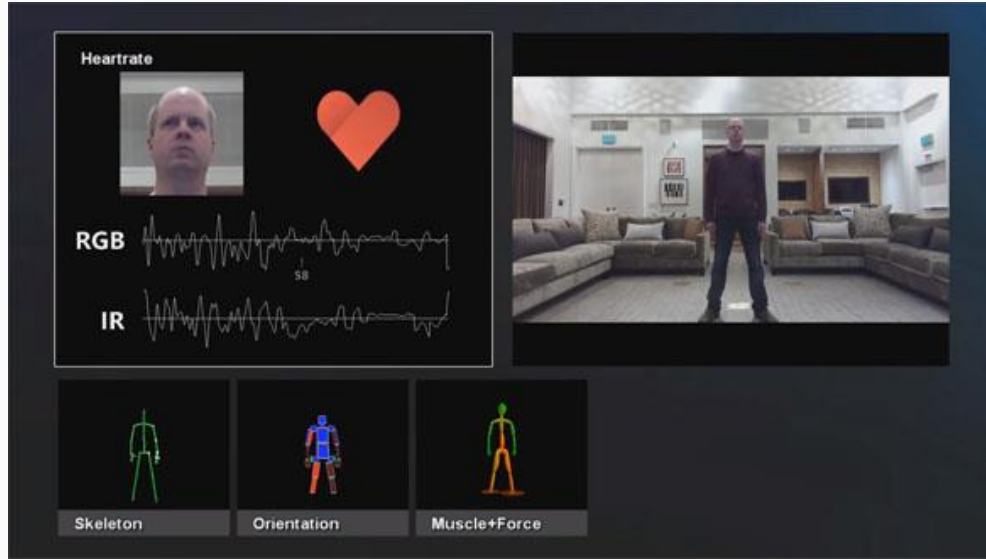 Heartrate
RGB
58
IR
Skeleton
Orientation
Muscle+Force